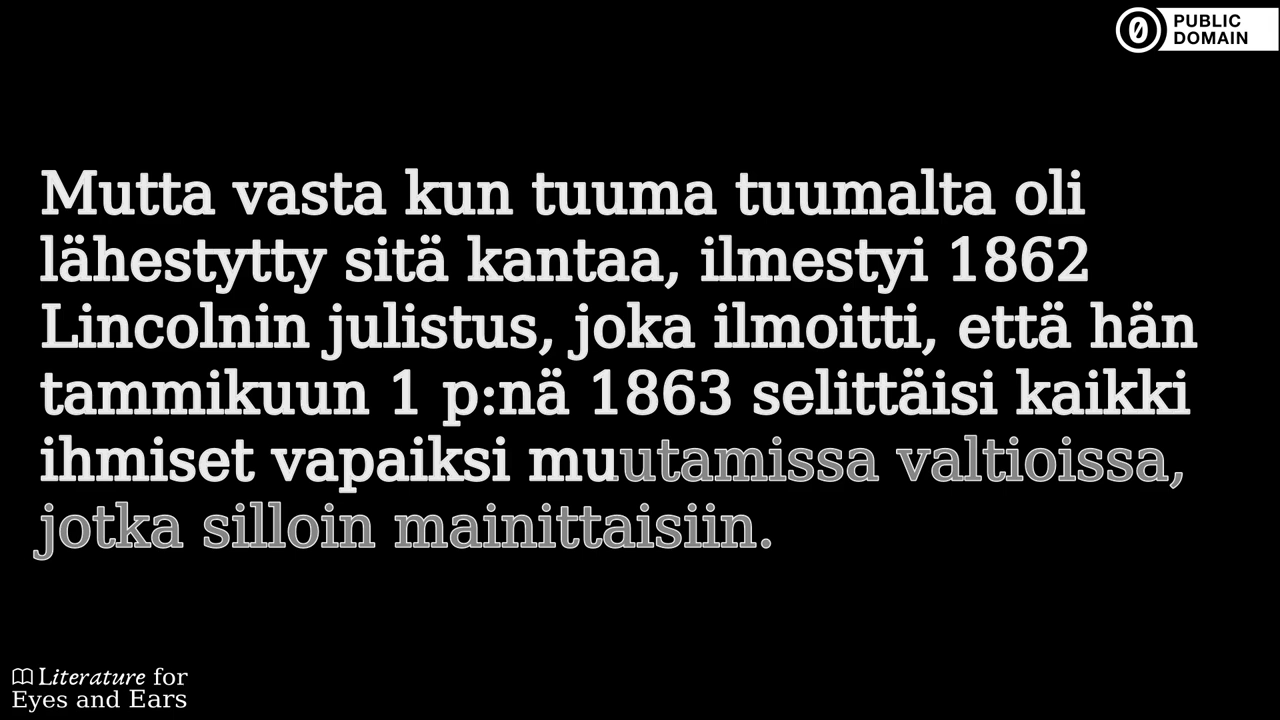 PUBLIC
DOMAIN
Mutta vasta kun tuuma tuumalta oli
lähestytty sitä kantaa, ilmestyi 1862
Lincolnin julistus, joka ilmoitti, että hän
tammikuun 1 p:nä 1863 selittäisi kaikki
ihmiset vapaiksi muutamissa valtioissa,
jotka silloin mainittaisiin.
Literature for
Eyes and Ears